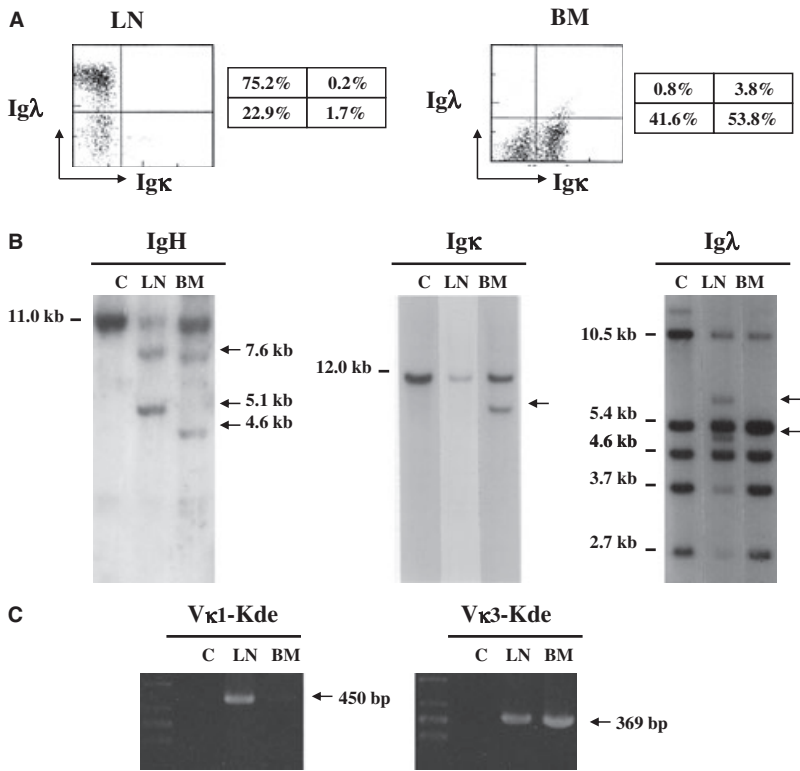 A
LN
BM
Igλ
Igκ
75.2% 0.2%
22.9% 1.7%
Igλ
Igκ
0.8% 3.8%
41.6% 53.8%
B
IgH
C LN BM
11.0 kb
7.6 kb
5.1 kb
4.6 kb
Igκ
C LN BM
12.0 kb
Igλ
C LN BM
10.5 kb
5.4 kb
4.6 kb
3.7 kb
2.7 kb
C
Vκ1-Kde
C LN BM
450 bp
Vκ3-Kde
C LN BM
369 bp